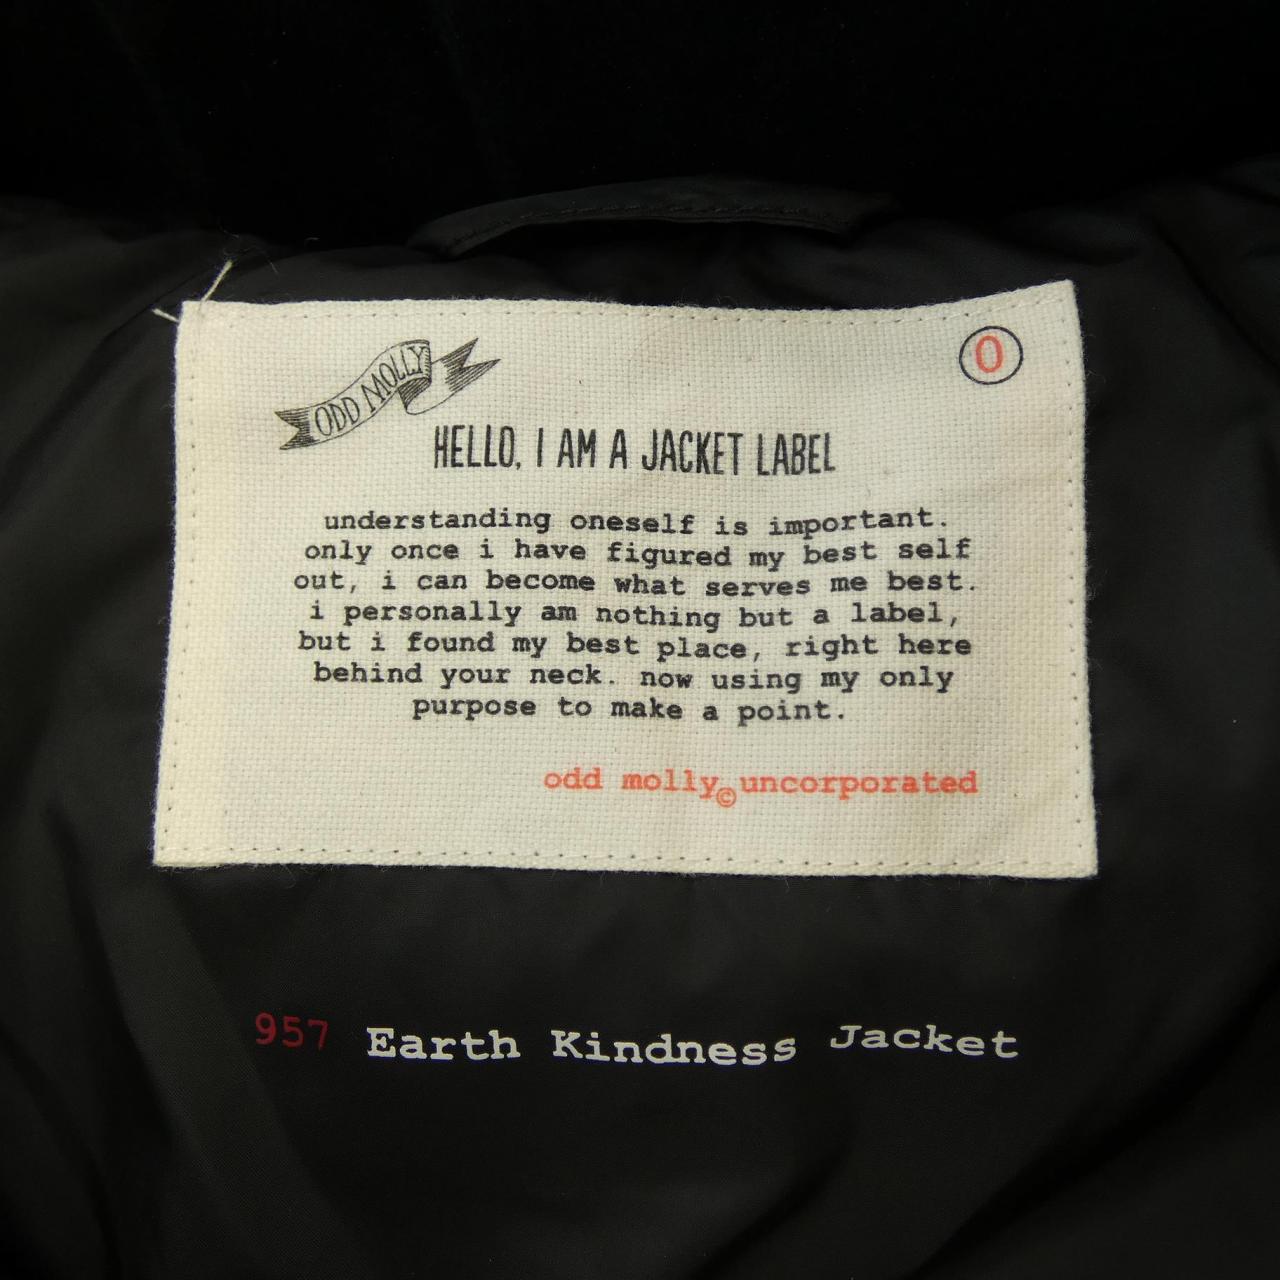 ODD MOLLY
0
HELLO, I AM A JACKET LABEL
understanding oneself is important.
only once i have figured my best self
out, i can become what serves me best.
i personally am nothing but a label,
but i found my best place, right here
behind your neck. now using my only
purpose to make a point.
odd molly©uncorporated
957 Earth Kindness Jacket